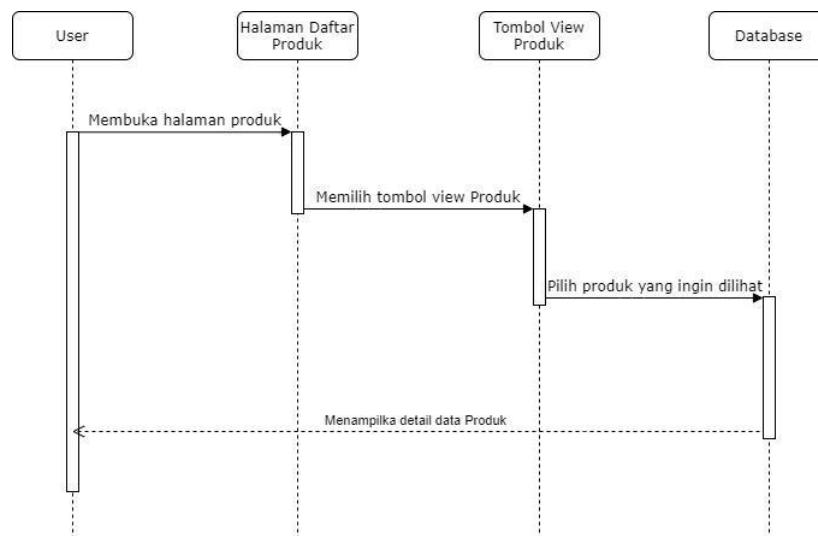 User
Halaman Daftar
Produk
Tombol View
Produk
Database
Membuka halaman produk
Memilih tombol view Produk
Pilih produk yang ingin dilihat
Menampilka detail data Produk